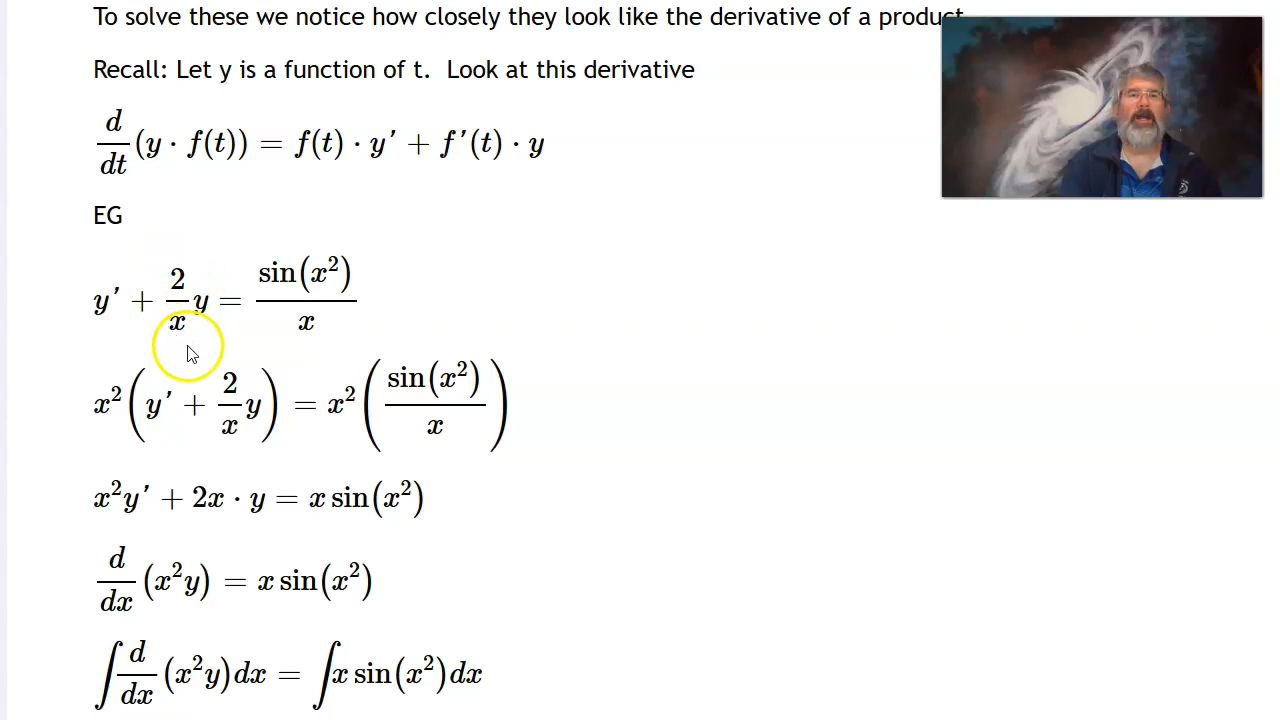 To solve these we notice how closely they look like the derivative of a product
Recall: Let y is a function of t. Look at this derivative
d/dt (y · f(t)) = f(t) · y' + f'(t) · y
EG
y' + 2/x y = sin(x²)/x
x²(y' + 2/x y) = x²(sin(x²)/x)
x²y' + 2x · y = x sin(x²)
d/dx (x²y) = x sin(x²)
∫ d/dx (x²y)dx = ∫ x sin(x²)dx